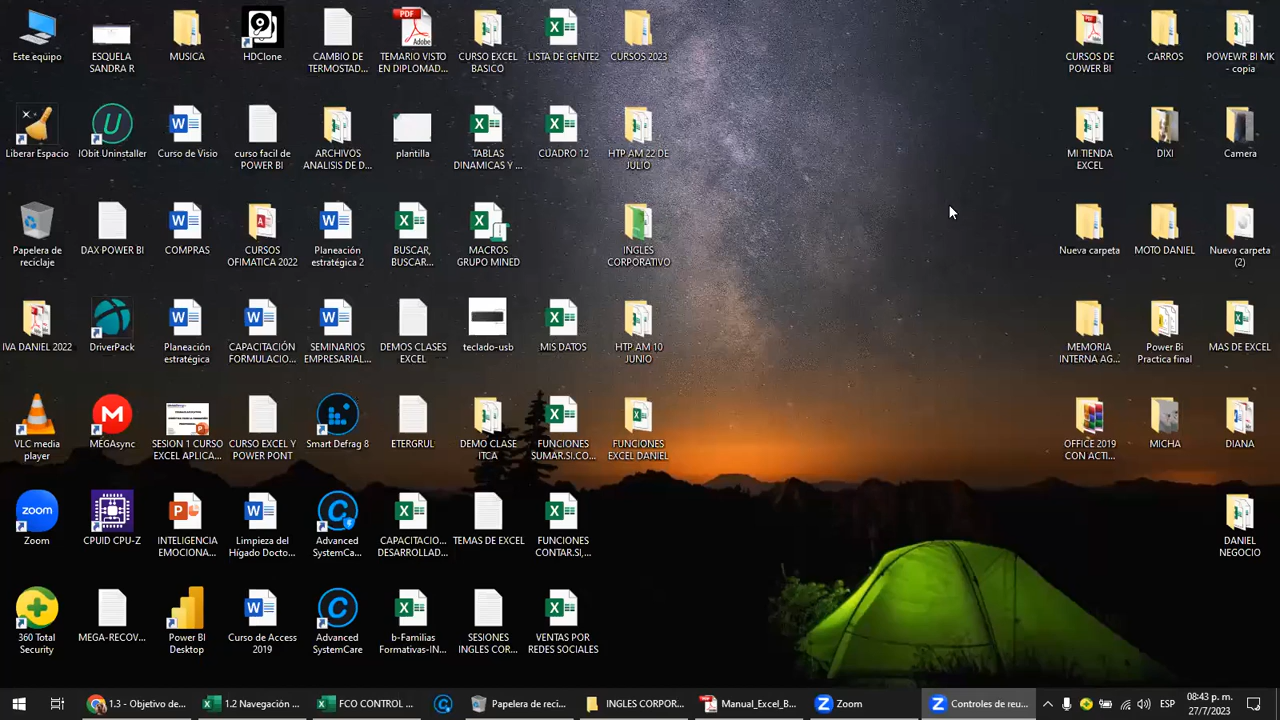 Este equipo
ESCUELA
SANDRA R
MUSICA
HDClone
CAMBIO DE
TERMOSTAD...
TEMARIO VISTO
EN DIPLOMAD...
CURSO EXCEL
BASICO
LISTA DE GENTE2
CURSOS 2023
CURSOS DE
POWER BI
CARROS
POWEWR BI MK
- copia
Liberar Espacio
IObit Uninstaller
Curso de Visio
curso facil de
POWER BI
ARCHIVOS
ANALISIS DE D...
plantilla
TABLAS
DINAMICAS Y ...
CUADRO 12
HTP AM 22 DE
JULIO
MI TIENDA
EXCEL
DIXI
Camera
Papelera de
reciclaje
DAX POWER BI
COMPRAS
CURSOS
OFIMATICA 2022
Planeación
estratégica 2
BUSCAR,
BUSCAR...
MACROS
GRUPO MINED
INGLES
CORPORATIVO
Nueva carpeta
MOTO DANIEL
Nueva carpeta
(2)
IVA DANIEL 2022
DriverPack
Planeación
estratégica
CAPACITACIÓN
FORMULACIO...
SEMINARIOS
EMPRESARIAL...
DEMOS CLASES
EXCEL
teclado-usb
MIS DATOS
HTP AM 10
JUNIO
MEMORIA
INTERNA AG...
Power Bi
Practica final
MAS DE EXCEL
VLC media
player
MEGAsync
SESION 1 CURSO
EXCEL APLICA...
CURSO EXCEL Y
POWER PONT
Smart Defrag 8
ETERGRUL
DEMO CLASE
ITCA
FUNCIONES
SUMAR.SI.CO...
FUNCIONES
EXCEL DANIEL
OFFICE 2019
CON ACTI...
MICHA
DIANA
zoom
Zoom
CPUID CPU-Z
INTELIGENCIA
EMOCIONA...
Limpieza del
Hígado Docto...
Advanced
SystemCa​re...
CAPACITACIO...
DESARROLLAD...
TEMAS DE EXCEL
FUNCIONES
CONTAR.SI,...
DANIEL
NEGOCIO
360 Total
Security
MEGA-RECOV...
Power BI
Desktop
Curso de Access
2019
Advanced
SystemCare
b-Familias
Formativas-IN...
SESIONES
INGLES COR...
VENTAS POR
REDES SOCIALES
1.3 - Objetivo de...
1.2 Navegación ...
FCO CONTROL ...
Papelera de reci...
INGLES CORPOR...
Manual_Excel_B...
Zoom
Controles de reu...
ESP
08:43 p. m.
27/7/2023